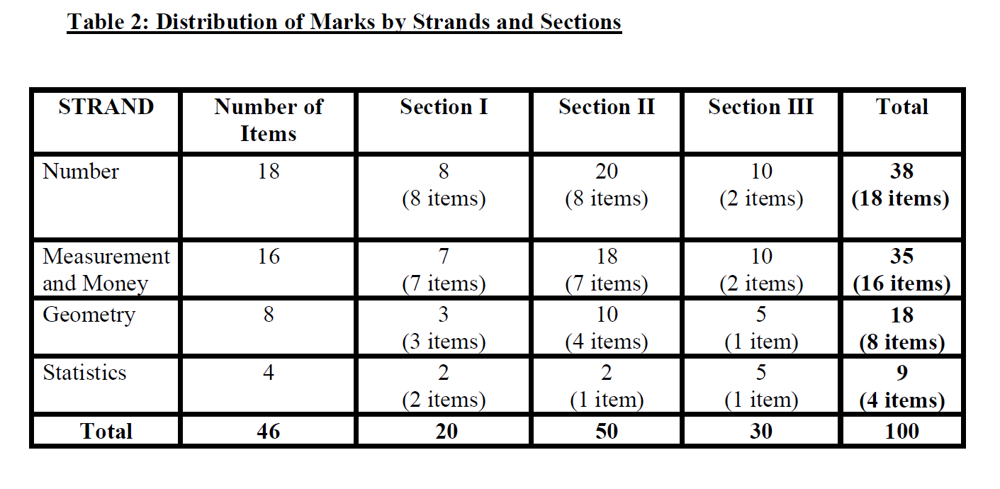 Table 2: Distribution of Marks by Strands and Sections
STRAND Number of Items Section I Section II Section III Total
Number 18 8 (8 items) 20 (8 items) 10 (2 items) 38 (18 items)
Measurement and Money 16 7 (7 items) 18 (7 items) 10 (2 items) 35 (16 items)
Geometry 8 3 (3 items) 10 (4 items) 5 (1 item) 18 (8 items)
Statistics 4 2 (2 items) 2 (1 item) 5 (1 item) 9 (4 items)
Total 46 20 50 30 100